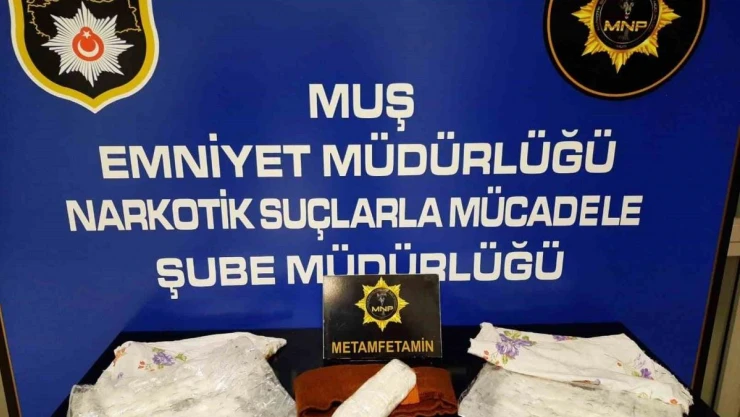 MNP
MUŞ
EMNİYET MÜDÜRLÜĞÜ
NARKOTİK SUÇLARLA MÜCADELE
ŞUBE MÜDÜRLÜĞÜ
MNP
METAMFETAMİN